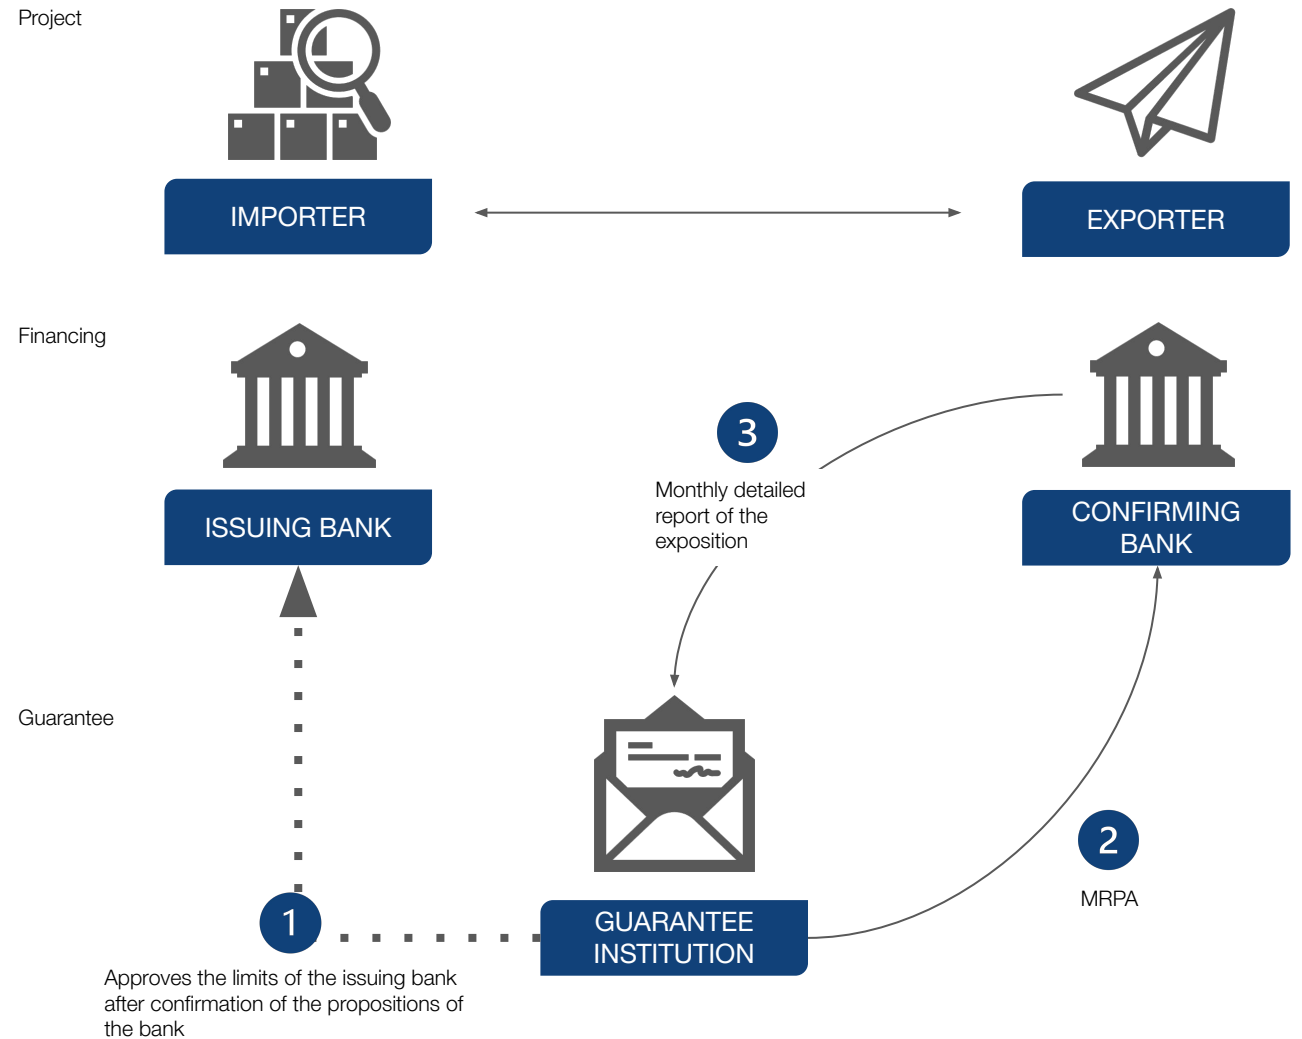 Project
IMPORTER
EXPORTER
Financing
3
Monthly detailed
report of the
exposition
ISSUING BANK
CONFIRMING
BANK
Guarantee
2
MRPA
1
GUARANTEE
INSTITUTION
Approves the limits of the issuing bank
after confirmation of the propositions of
the bank